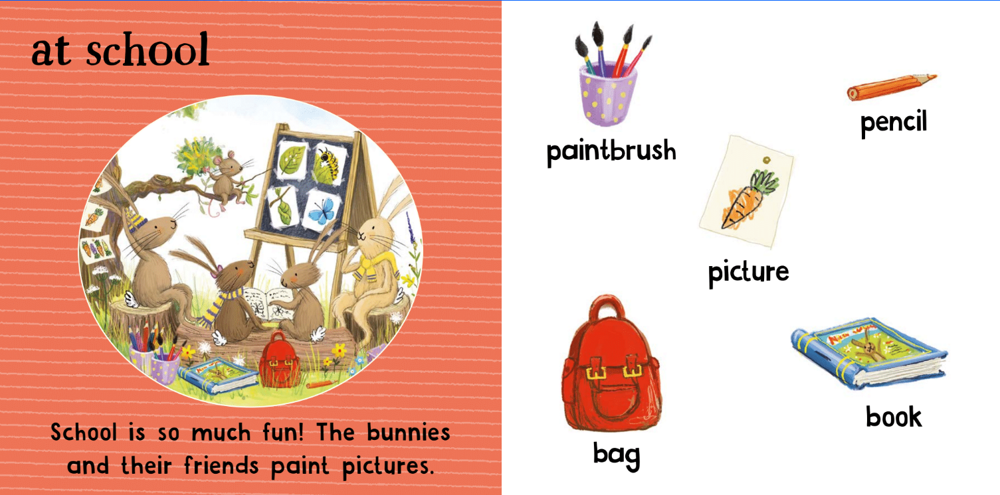 at school
School is so much fun! The bunnies
and their friends paint pictures.
paintbrush
pencil
picture
bag
book